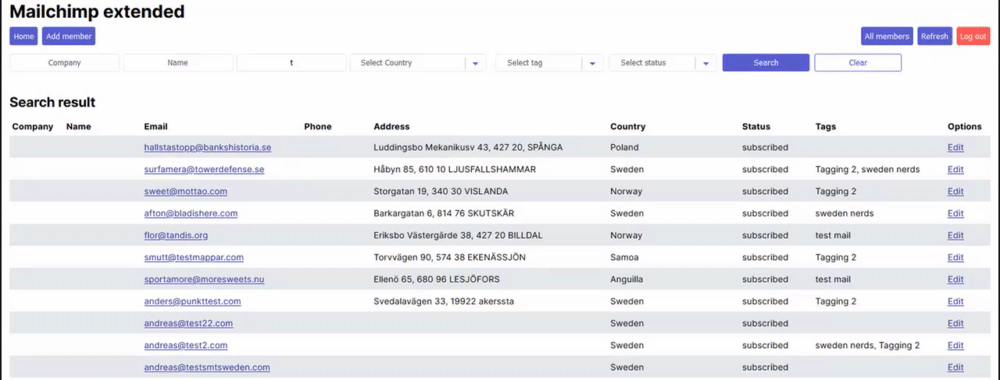 Mailchimp extended
Home Add member All members Refresh Log out
Company Name t Select Country Select tag Select status Search Clear
Search result
Company Name Email Phone Address Country Status Tags Options
hallstastopp@bankshistoria.se Luddingsbo Mekanikusv 43, 427 20, SPÅNGA Poland subscribed Edit
surfamera@towerdefense.se Håbyn 85, 610 10 LJUSFALLSHAMMAR Sweden subscribed Tagging 2, sweden nerds Edit
sweet@mottao.com Storgatan 19, 340 30 VISLANDA Norway subscribed Tagging 2 Edit
afton@bladishere.com Barkargatan 6, 814 76 SKUTSKÄR Sweden subscribed sweden nerds Edit
flor@tandis.org Eriksbo Västergärde 38, 427 20 BILLDAL Norway subscribed test mail Edit
smutt@testmappar.com Torvvägen 90, 574 38 EKENÄSSJÖN Samoa subscribed Tagging 2 Edit
sportamore@moresweets.nu Ellenö 65, 680 96 LESJÖFORS Anguilla subscribed test mail Edit
anders@punkttest.com Svedalavägen 33, 19922 akerssta Sweden subscribed Tagging 2 Edit
andreas@test22.com Sweden subscribed Edit
andreas@test2.com Sweden subscribed sweden nerds, Tagging 2 Edit
andreas@testsmtsweden.com Sweden subscribed Edit